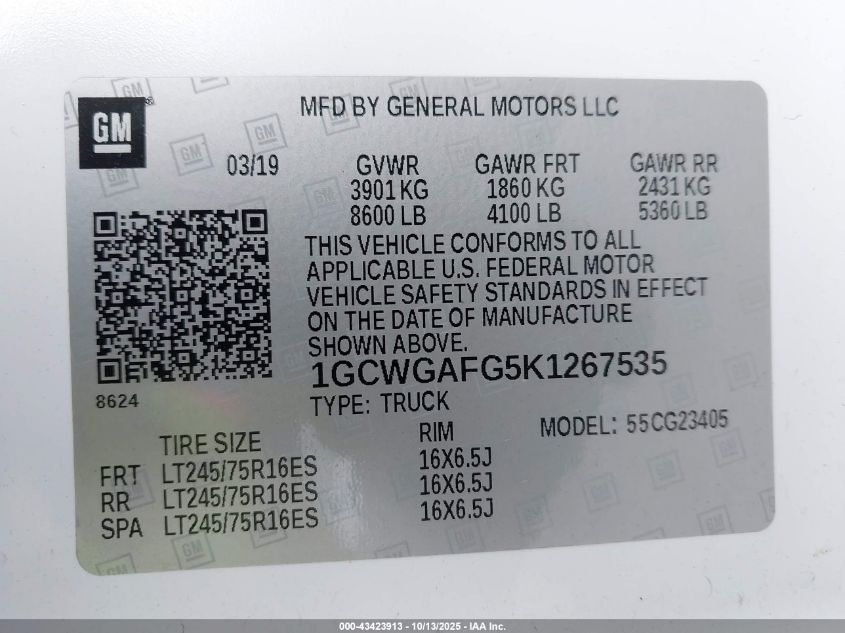 MFD BY GENERAL MOTORS LLC
GM®
03/19
GVWR GAWR FRT GAWR RR
3901 KG 1860 KG 2431 KG
8600 LB 4100 LB 5360 LB
THIS VEHICLE CONFORMS TO ALL
APPLICABLE U.S. FEDERAL MOTOR
VEHICLE SAFETY STANDARDS IN EFFECT
ON THE DATE OF MANUFACTURE
SHOWN ABOVE.
1GCWGAFG5K1267535
8624
TYPE: TRUCK
MODEL: 55CG23405
TIRE SIZE RIM
FRT LT245/75R16ES 16X6.5J
RR LT245/75R16ES 16X6.5J
SPA LT245/75R16ES 16X6.5J
000-43423913 - 10/13/2025 - IAA Inc.